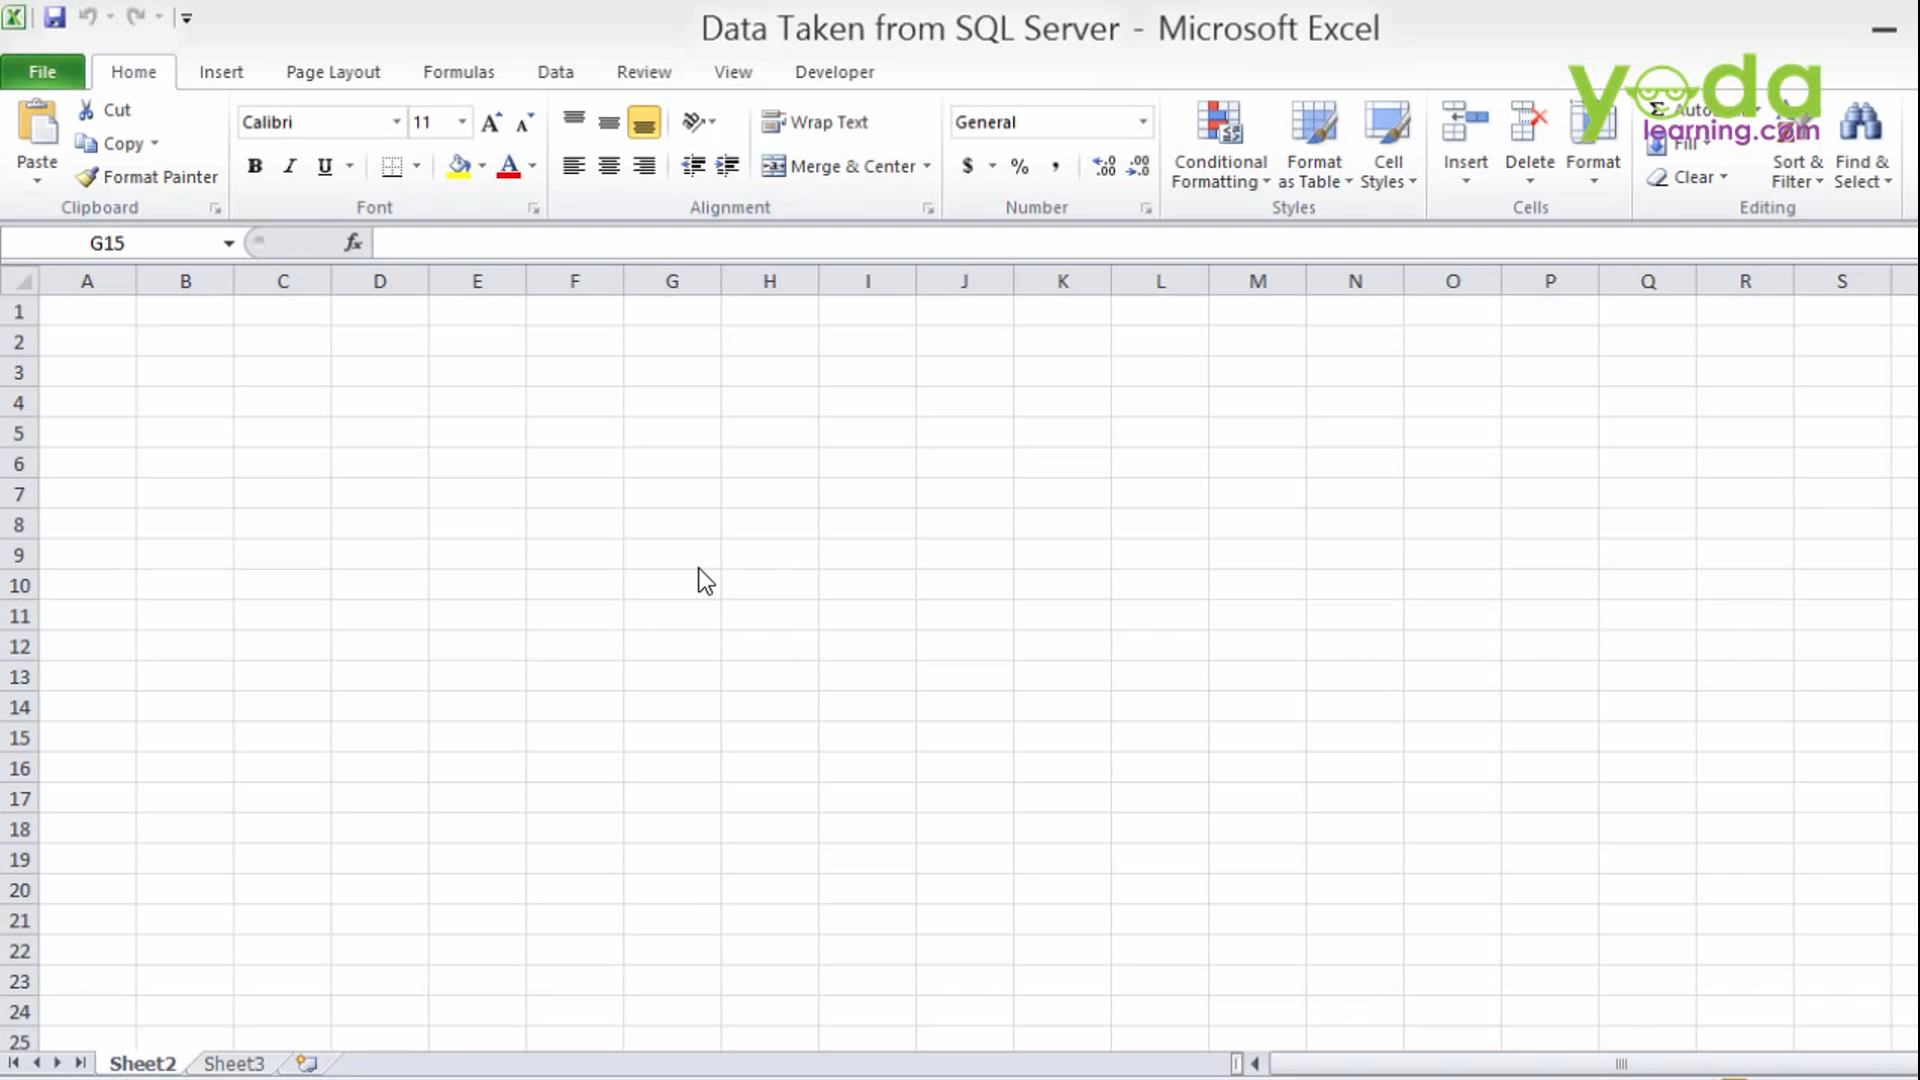 Data Taken from SQL Server - Microsoft Excel
File Home Insert Page Layout Formulas Data Review View Developer
yoda
learning.com
Paste
Cut
Copy
Format Painter
Clipboard
Calibri 11
B I U A
Font
Wrap Text
Merge & Center
Alignment
General
$ % ,
Number
Conditional Formatting
Format as Table
Cell Styles
Styles
Insert Delete Format
Cells
Σ
Fill
Clear
Sort & Filter
Find & Select
Editing
G15 fx
A B C D E F G H I J K L M N O P Q R S
1
2
3
4
5
6
7
8
9
10
11
12
13
14
15
16
17
18
19
20
21
22
23
24
25
Sheet2 Sheet3